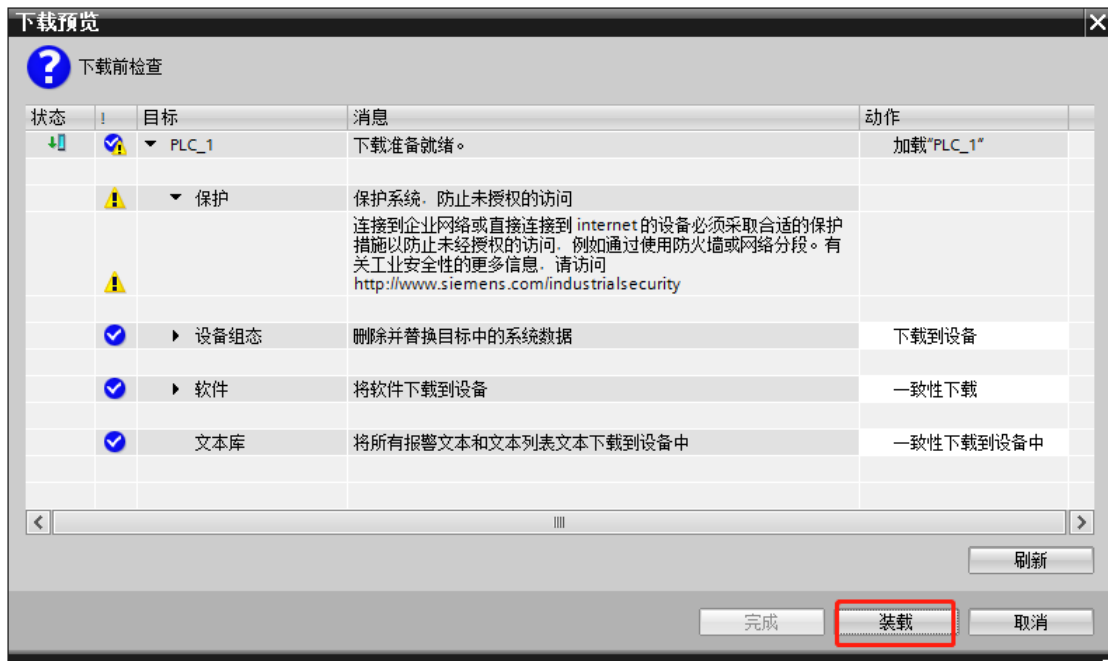 下载预览
下载前检查
状态 ! 目标 消息 动作
PLC_1 下载准备就绪。 加载“PLC_1”
保护 保护系统，防止未授权的访问
连接到企业网络或直接连接到 internet 的设备必须采取合适的保护
措施以防止未经授权的访问，例如通过使用防火墙或网络分段。有
关工业安全性的更多信息，请访问
http://www.siemens.com/industrialsecurity
设备组态 删除并替换目标中的系统数据 下载到设备
软件 将软件下载到设备 一致性下载
文本库 将所有报警文本和文本列表文本下载到设备中 一致性下载到设备中
刷新
完成 装载 取消